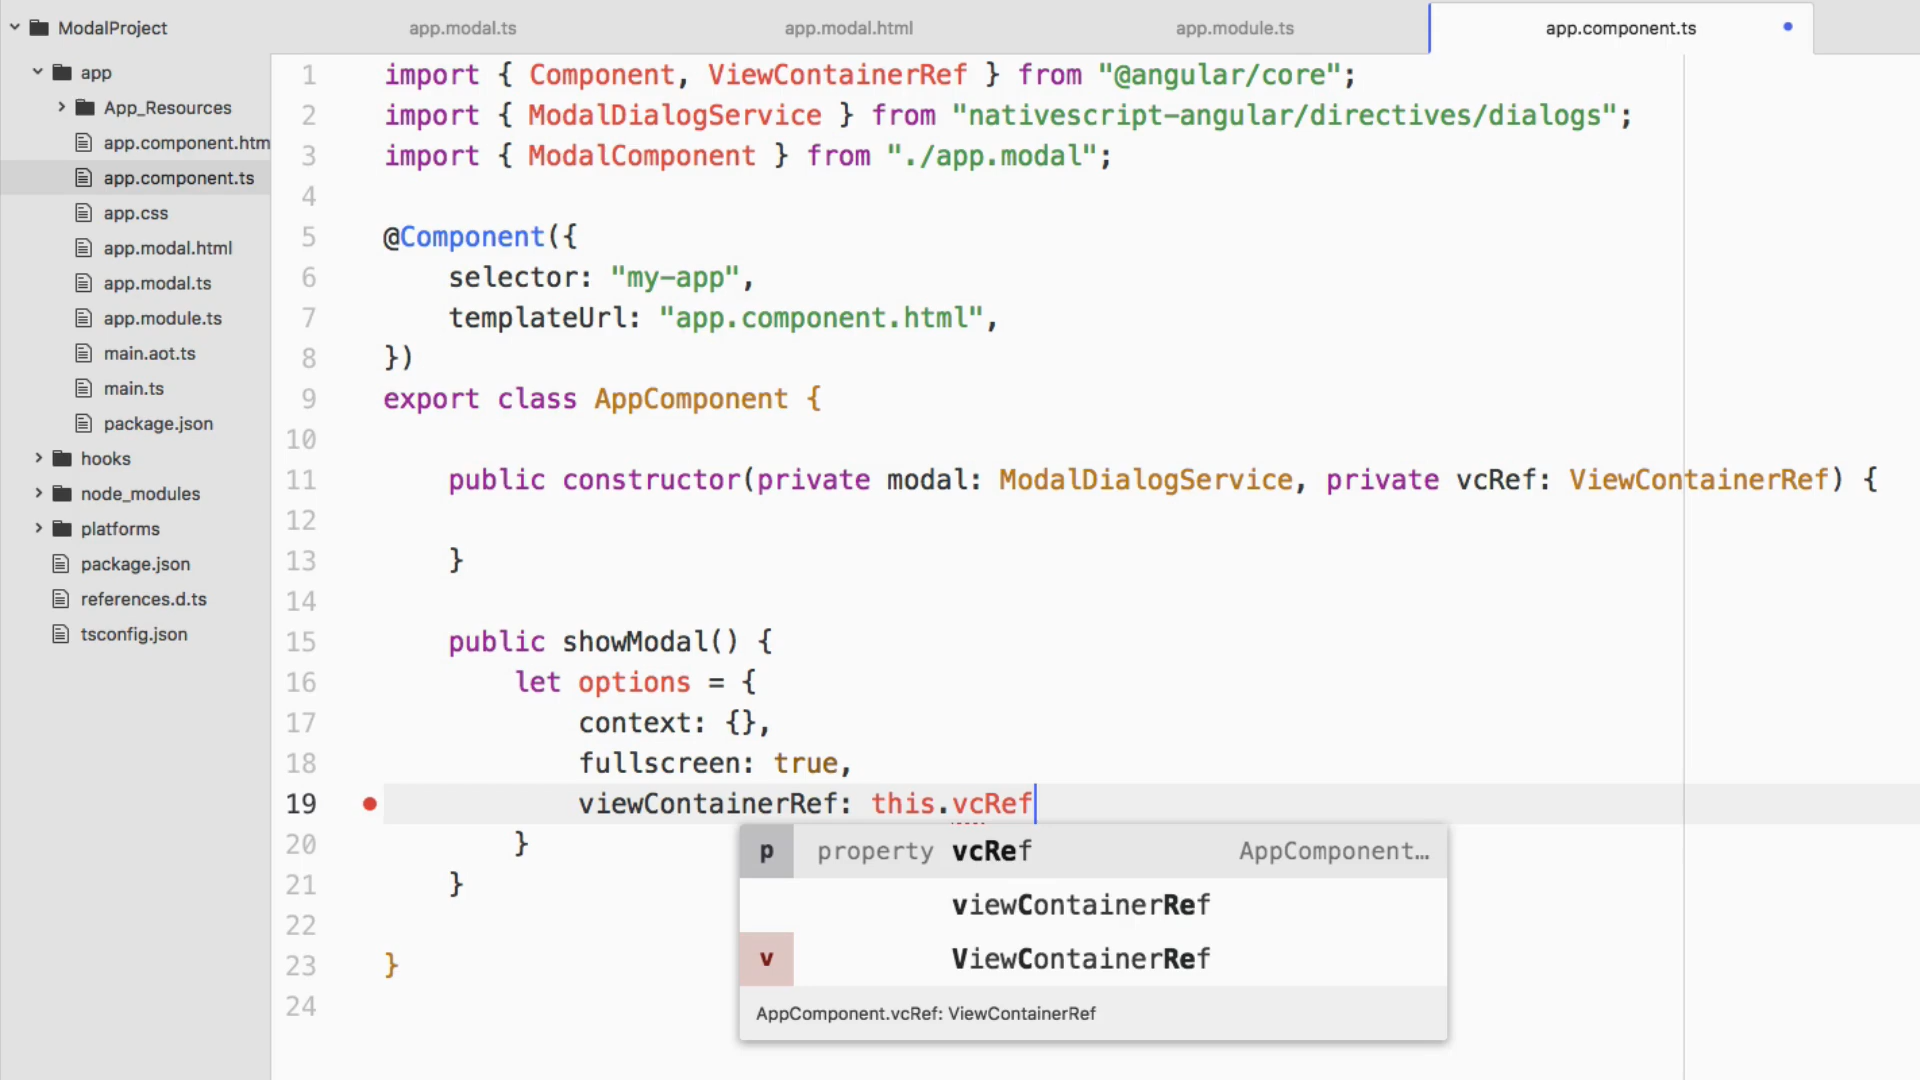 ModalProject
app
App_Resources
app.component.htm
app.component.ts
app.css
app.modal.html
app.modal.ts
app.module.ts
main.aot.ts
main.ts
package.json
hooks
node_modules
platforms
package.json
references.d.ts
tsconfig.json
app.modal.ts app.modal.html app.module.ts app.component.ts
1 import { Component, ViewContainerRef } from "@angular/core";
2 import { ModalDialogService } from "nativescript-angular/directives/dialogs";
3 import { ModalComponent } from "./app.modal";
4
5 @Component({
6 selector: "my-app",
7 templateUrl: "app.component.html",
8 })
9 export class AppComponent {
10
11 public constructor(private modal: ModalDialogService, private vcRef: ViewContainerRef) {
12
13 }
14
15 public showModal() {
16 let options = {
17 context: {},
18 fullscreen: true,
19 viewContainerRef: this.vcRef
20 }
21 }
22
23 }
24
p property vcRef AppComponent…
viewContainerRef
v ViewContainerRef
AppComponent.vcRef: ViewContainerRef